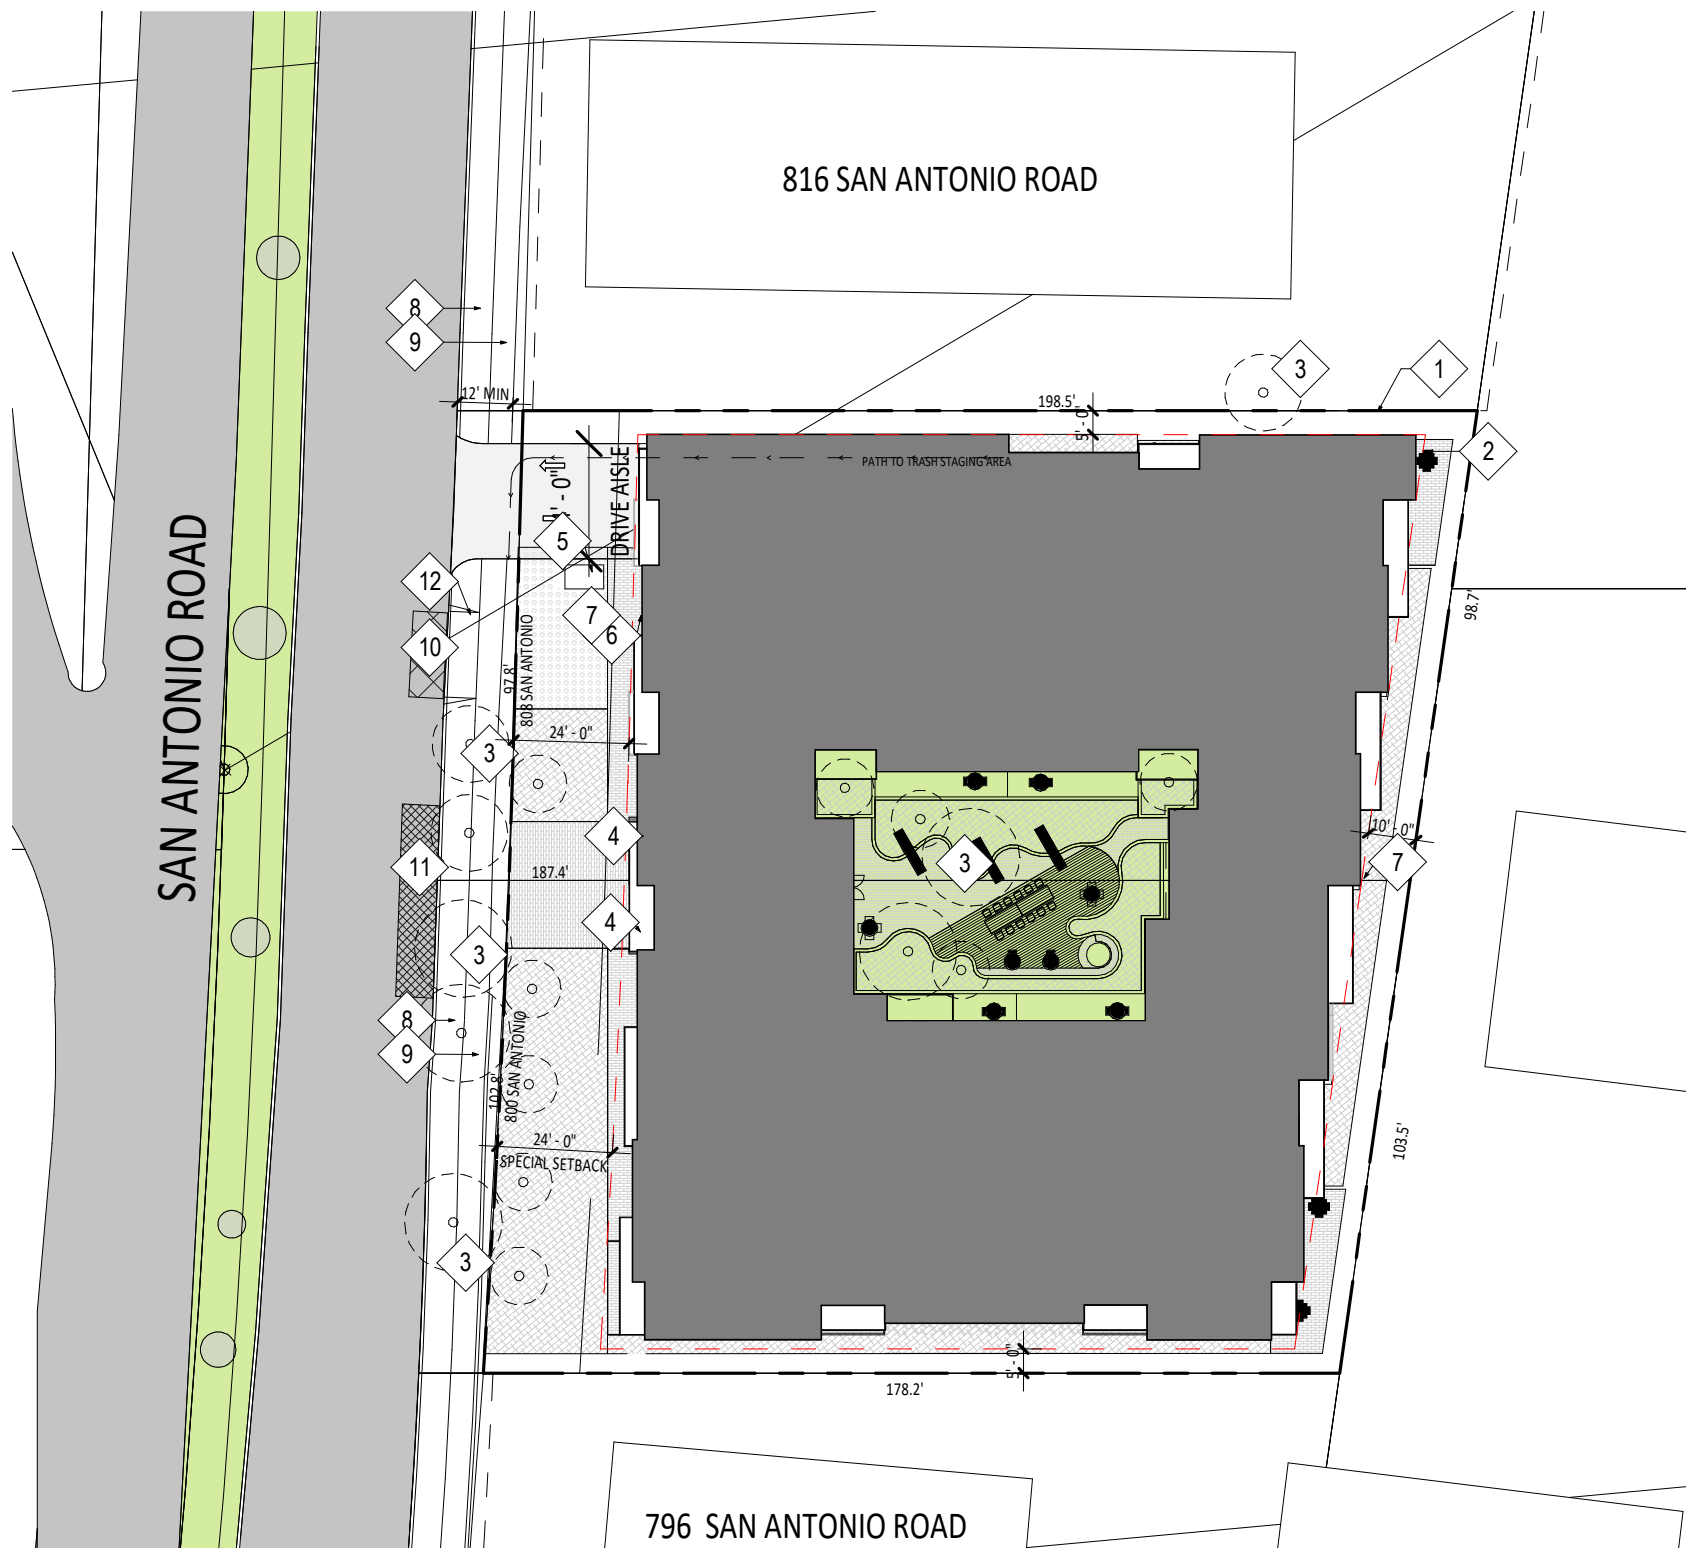 816 SAN ANTONIO ROAD
8
9
3
1
12' MIN
198.5'
5' - 0"
2
PATH TO TRASH STAGING AREA
DRIVE AISLE
5
12
7
6
10
98.7'
97.8'
808 SAN ANTONIO
SAN ANTONIO ROAD
24' - 0"
3
4
10' - 0"
11
187.4'
3
7
4
3
8
9
102.8'
800 SAN ANTONIO
24' - 0"
SPECIAL SETBACK
103.5'
3
5' - 0"
178.2'
796 SAN ANTONIO ROAD